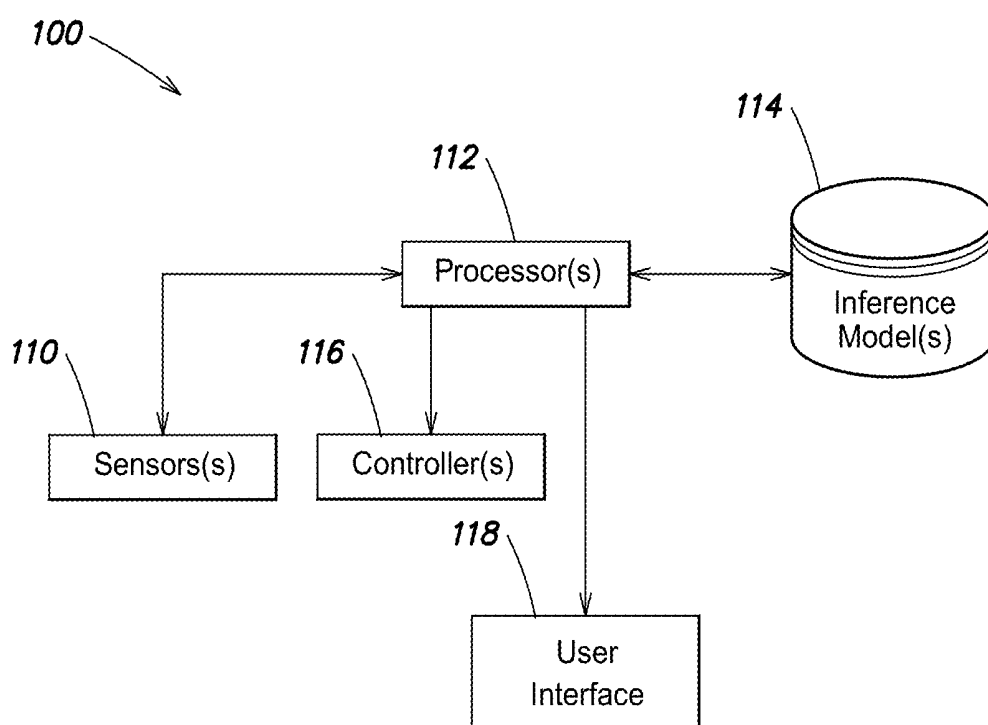 100
114
112
Processor(s)
Inference
Model(s)
110
116
Sensors(s)
Controller(s)
118
User
Interface